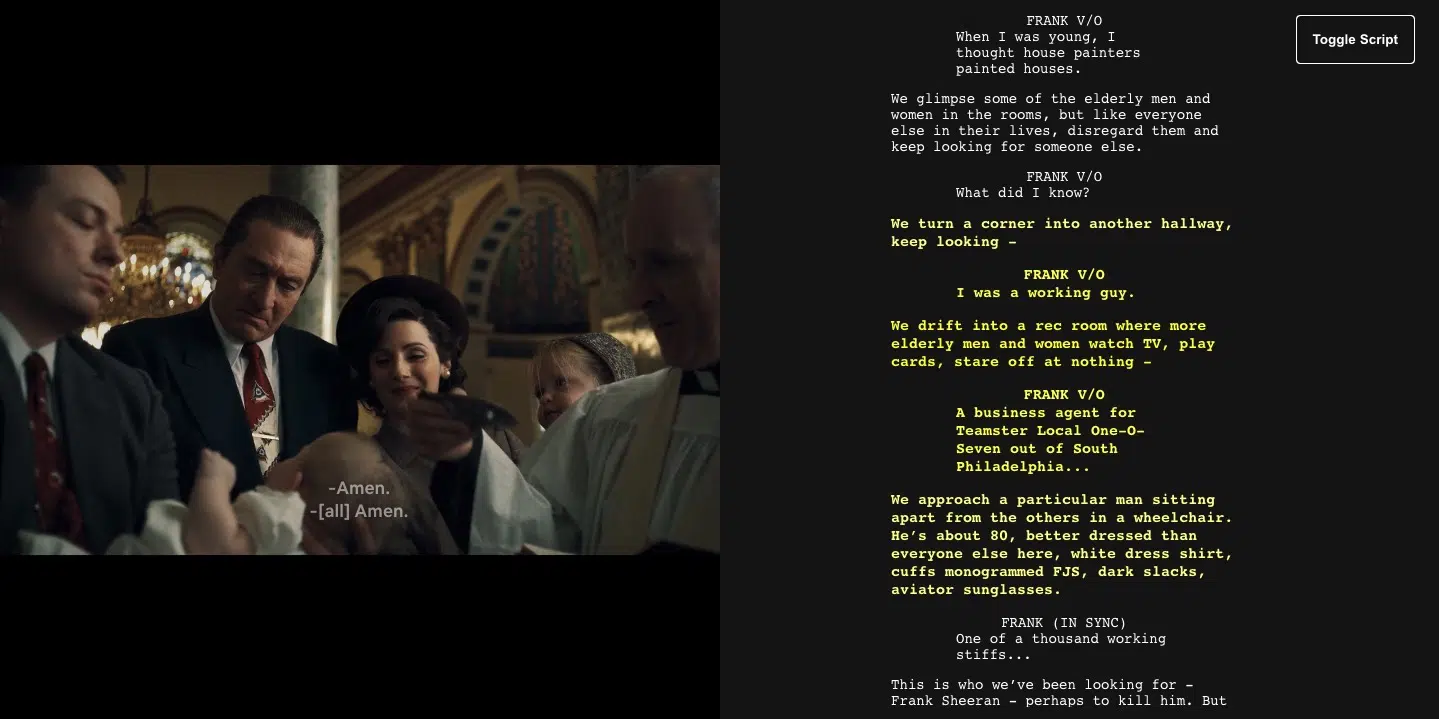 -Amen.
-[all] Amen.
FRANK V/O
When I was young, I
thought house painters
painted houses.
We glimpse some of the elderly men and
women in the rooms, but like everyone
else in their lives, disregard them and
keep looking for someone else.
FRANK V/O
What did I know?
We turn a corner into another hallway,
keep looking –
FRANK V/O
I was a working guy.
We drift into a rec room where more
elderly men and women watch TV, play
cards, stare off at nothing –
FRANK V/O
A business agent for
Teamster Local One-O-
Seven out of South
Philadelphia...
We approach a particular man sitting
apart from the others in a wheelchair.
He’s about 80, better dressed than
everyone else here, white dress shirt,
cuffs monogrammed FJS, dark slacks,
aviator sunglasses.
FRANK (IN SYNC)
One of a thousand working
stiffs...
This is who we’ve been looking for –
Frank Sheeran – perhaps to kill him. But
Toggle Script